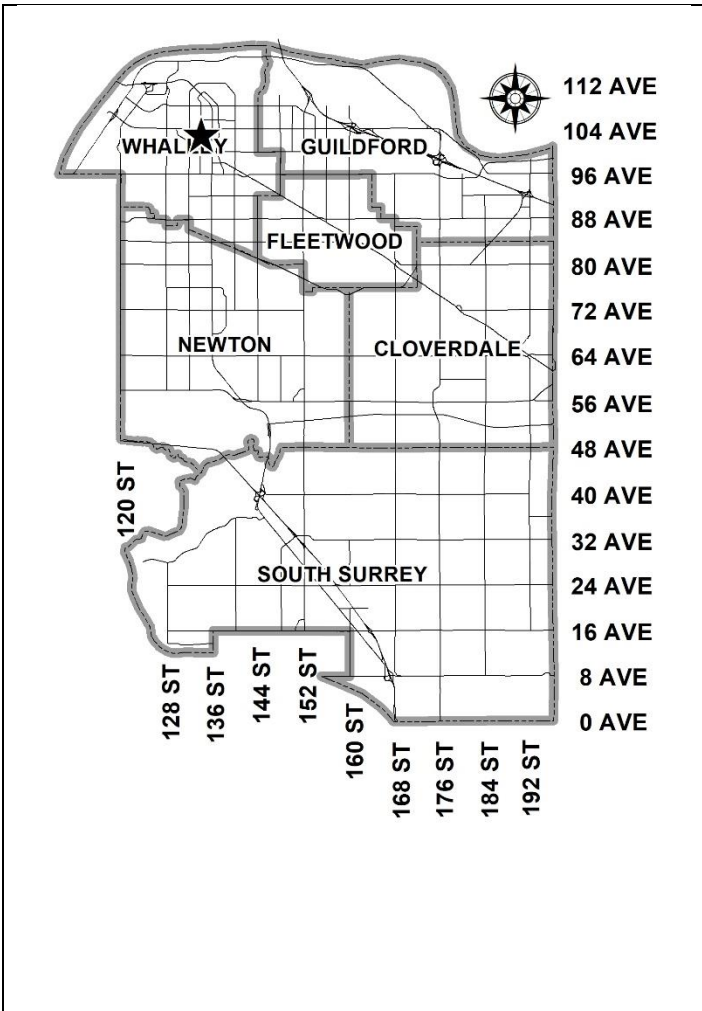 112 AVE
104 AVE
WHALLEY
GUILDFORD
96 AVE
88 AVE
FLEETWOOD
80 AVE
72 AVE
NEWTON
CLOVERDALE
64 AVE
56 AVE
48 AVE
120 ST
40 AVE
32 AVE
SOUTH SURREY
24 AVE
16 AVE
128 ST
136 ST
144 ST
152 ST
160 ST
8 AVE
0 AVE
168 ST
176 ST
184 ST
192 ST